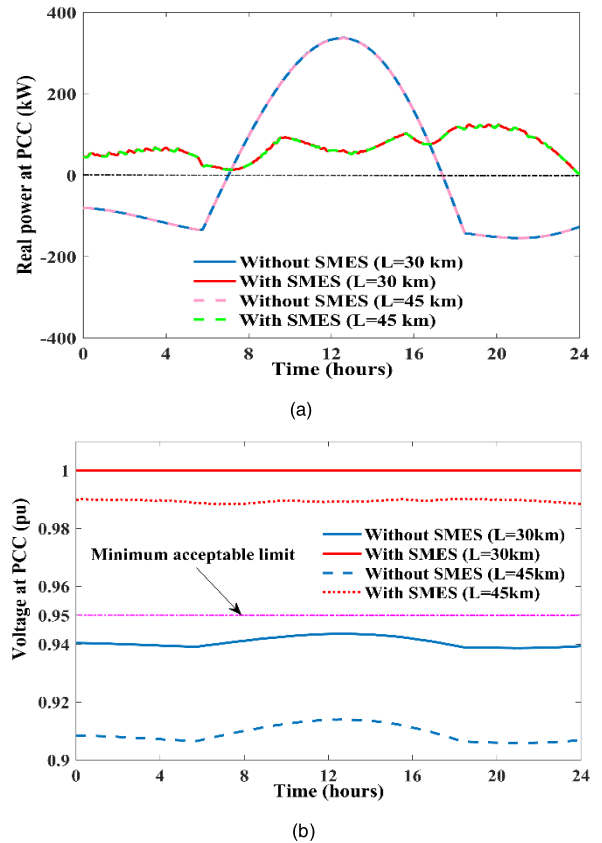 400
200
0
-200
-400
Real power at PCC (kW)
Without SMES (L=30 km)
With SMES (L=30 km)
Without SMES (L=45 km)
With SMES (L=45 km)
0 4 8 12 16 20 24
Time (hours)
(a)
1
0.98
0.96
0.95
0.94
0.92
0.9
Voltage at PCC (pu)
Minimum acceptable limit
Without SMES (L=30km)
With SMES (L=30km)
Without SMES (L=45km)
With SMES (L=45km)
0 4 8 12 16 20 24
Time (hours)
(b)